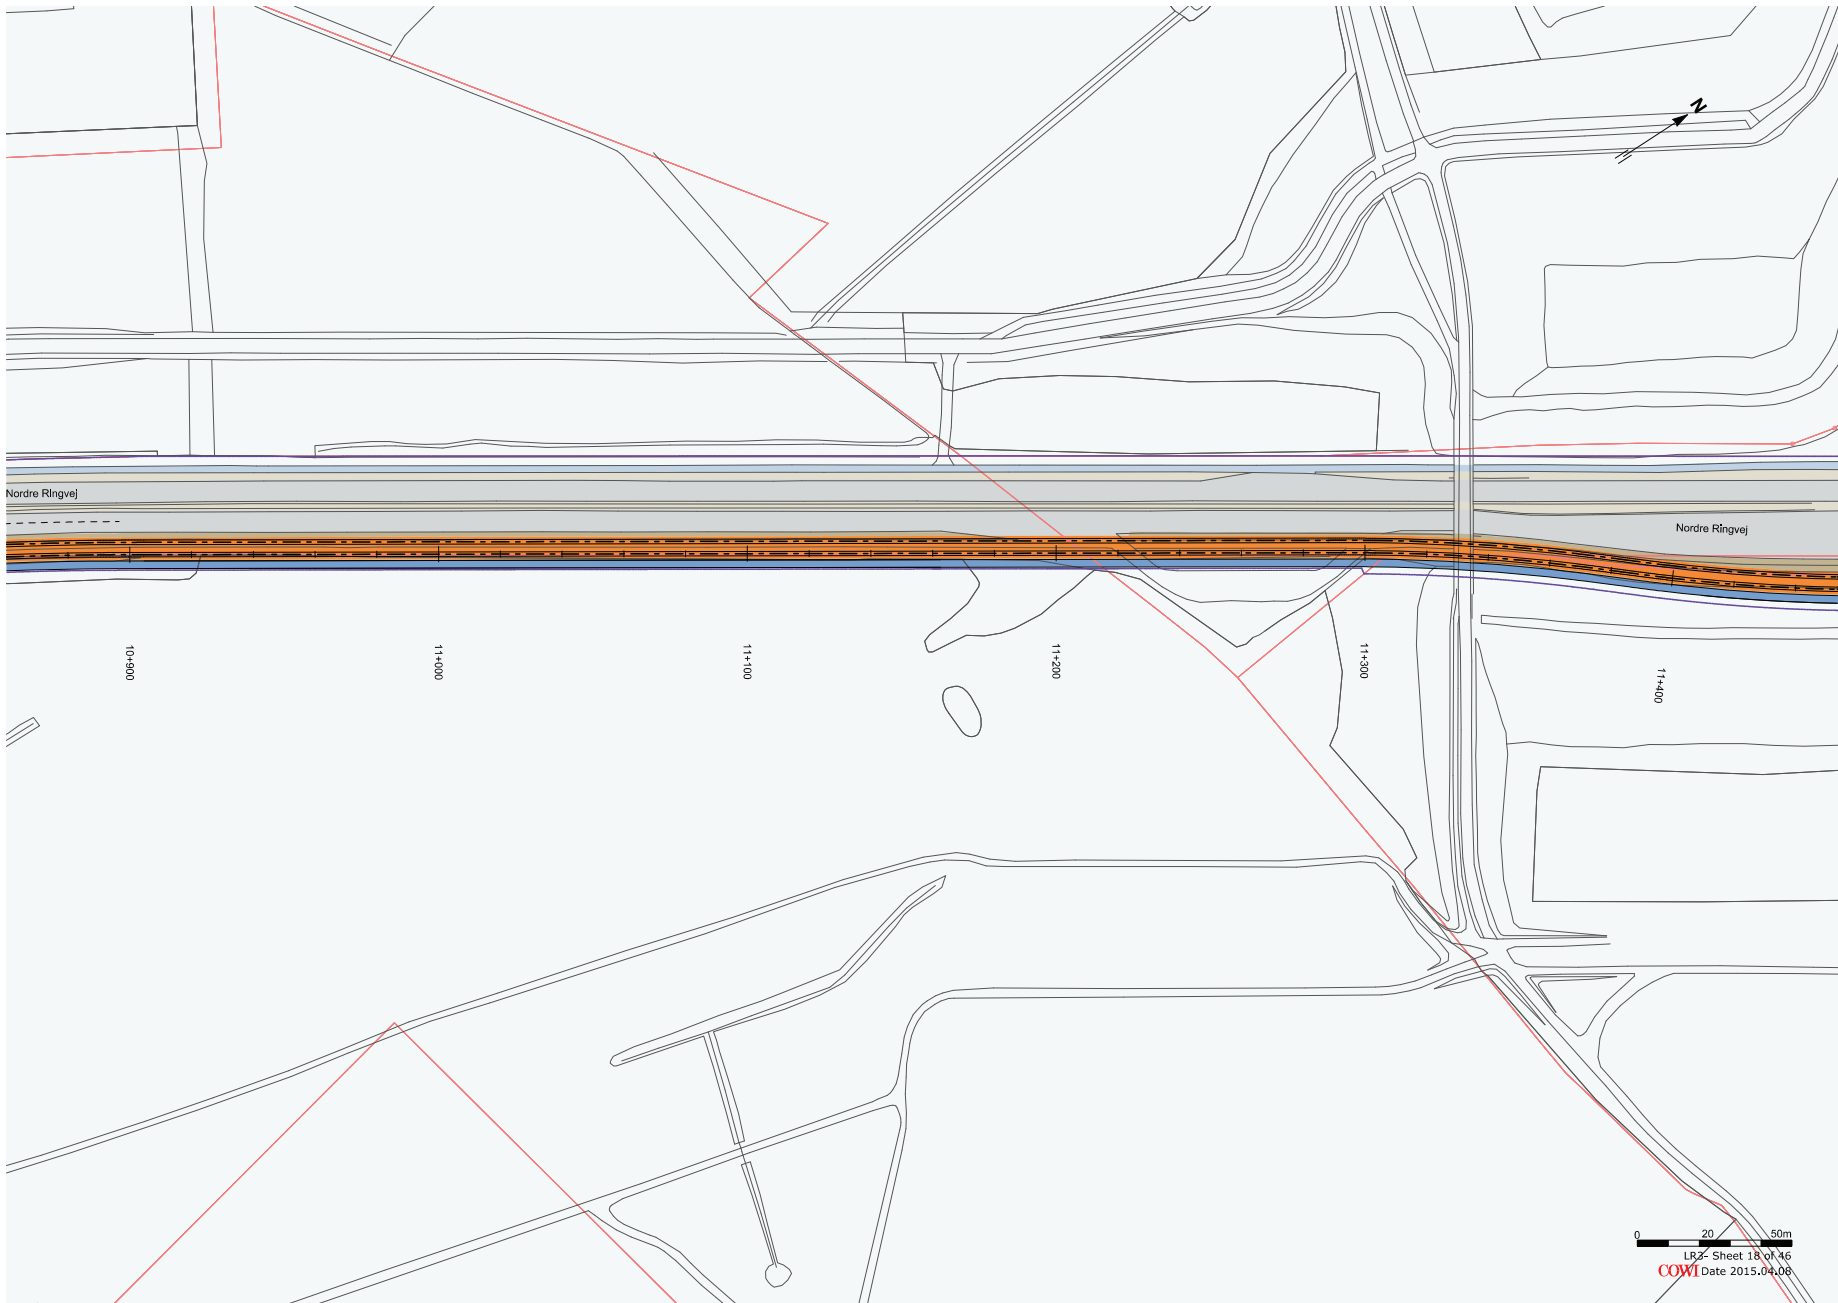 N
Nordre RIngvej
Nordre RIngvej
10+900
11+000
11+100
11+200
11+300
11+400
0 20 50m
LR3- Sheet 18 of 46
COWI Date 2015.04.08